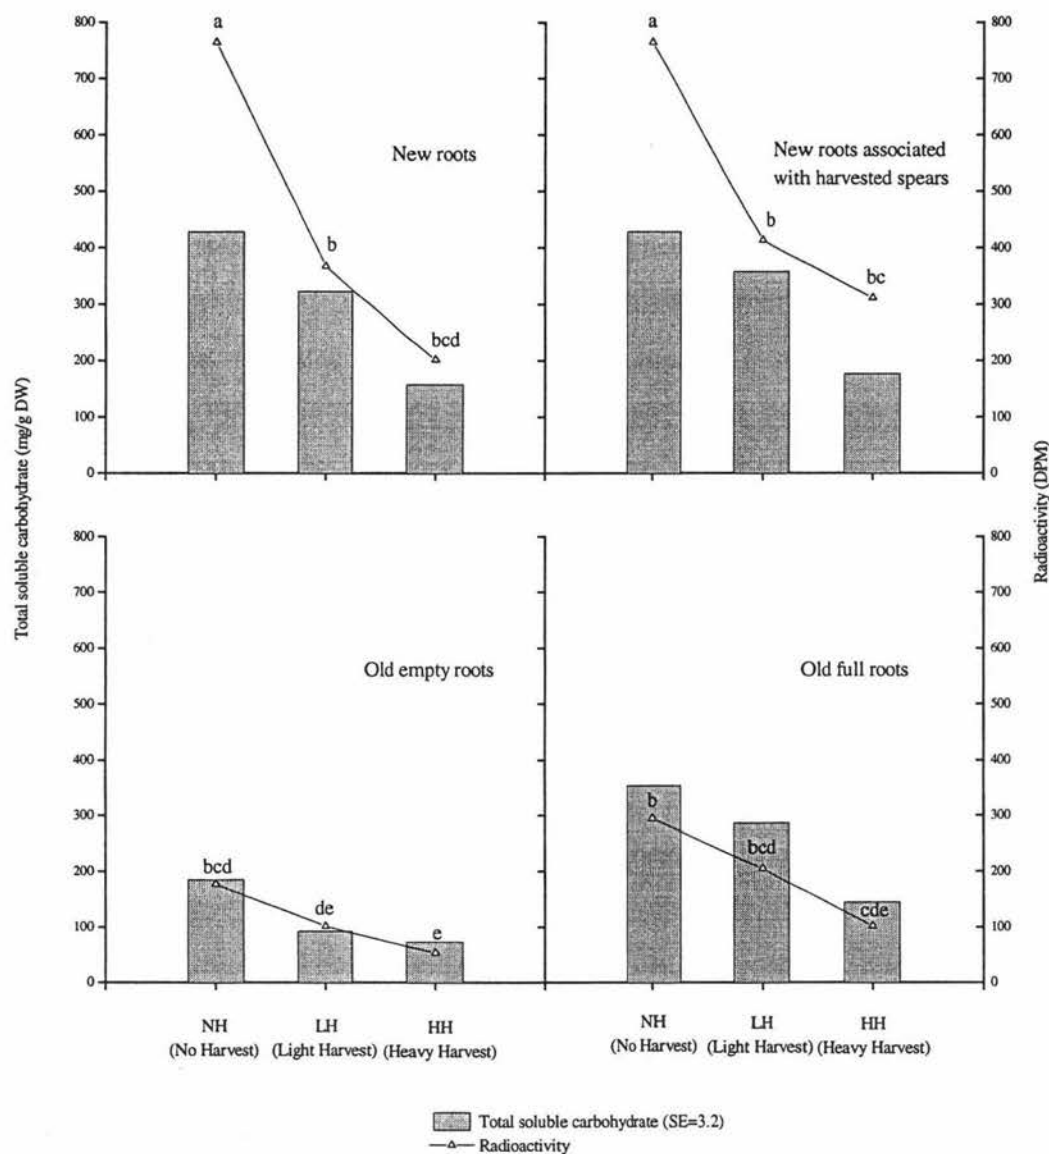 a
a
800
800
700
700
600
600
New roots
New roots associated
with harvested spears
500
500
b
b
400
400
bc
300
300
bcd
200
200
100
100
0
0
Total soluble carbohydrate (mg/g DW)
Radioactivity (DPM)
800
800
700
700
600
600
Old empty roots
Old full roots
500
500
400
400
300
b
300
200
bcd
bcd
200
100
de
e
cde
100
0
0
NH
LH
HH
NH
LH
HH
(No Harvest)
(Light Harvest)
(Heavy Harvest)
(No Harvest)
(Light Harvest)
(Heavy Harvest)
Total soluble carbohydrate (SE=3.2)
Radioactivity